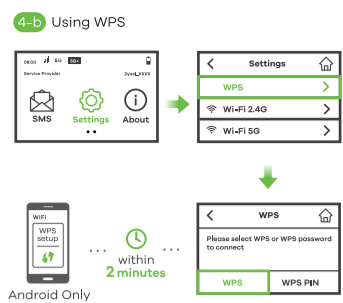 4-b Using WPS
08:00 5G 5G+
Service Provider Zyxel_XXXX
SMS Settings About
Settings
WPS
Wi-Fi 2.4G
Wi-Fi 5G
WPS
Please select WPS or WPS password
to connect
WPS WPS PIN
within
2 minutes
WIFI
WPS
setup
Android Only